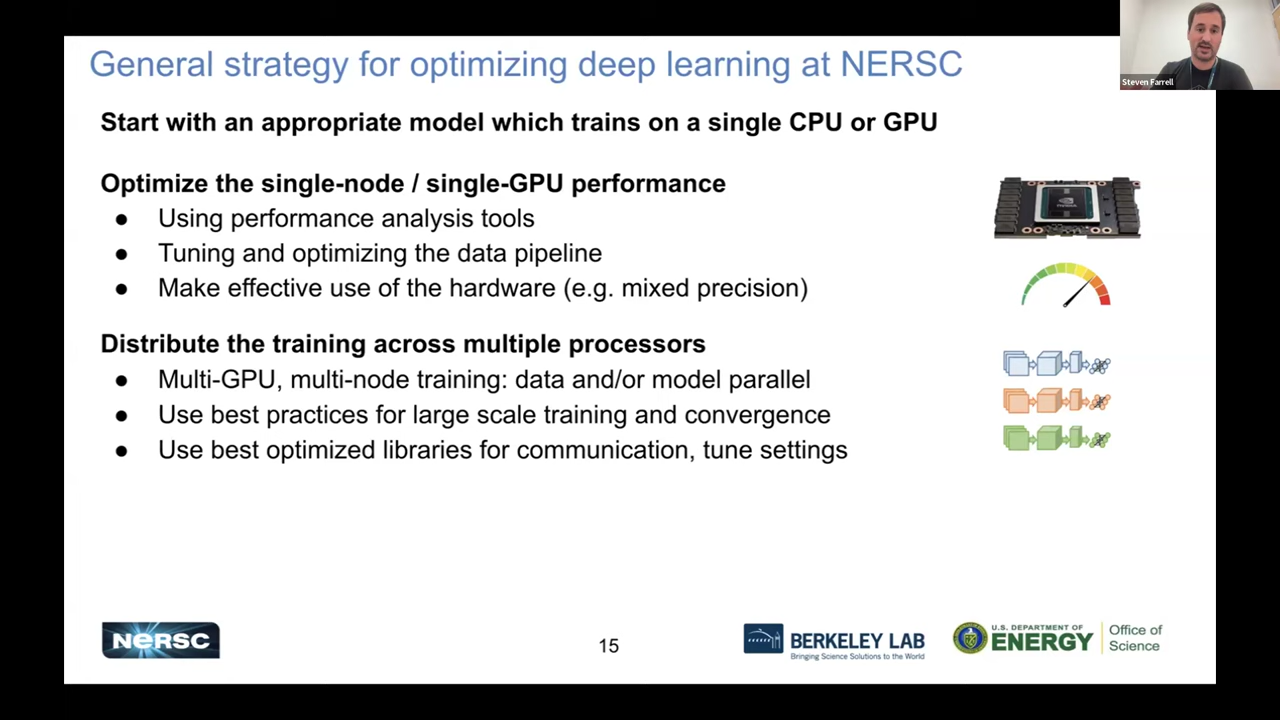 General strategy for optimizing deep learning at NERSC
Steven Farrell
Start with an appropriate model which trains on a single CPU or GPU
Optimize the single-node / single-GPU performance
● Using performance analysis tools
● Tuning and optimizing the data pipeline
● Make effective use of the hardware (e.g. mixed precision)
Distribute the training across multiple processors
● Multi-GPU, multi-node training: data and/or model parallel
● Use best practices for large scale training and convergence
● Use best optimized libraries for communication, tune settings
NERSC
15
BERKELEY LAB
Bringing Science Solutions to the World
U.S. DEPARTMENT OF
ENERGY
Office of
Science